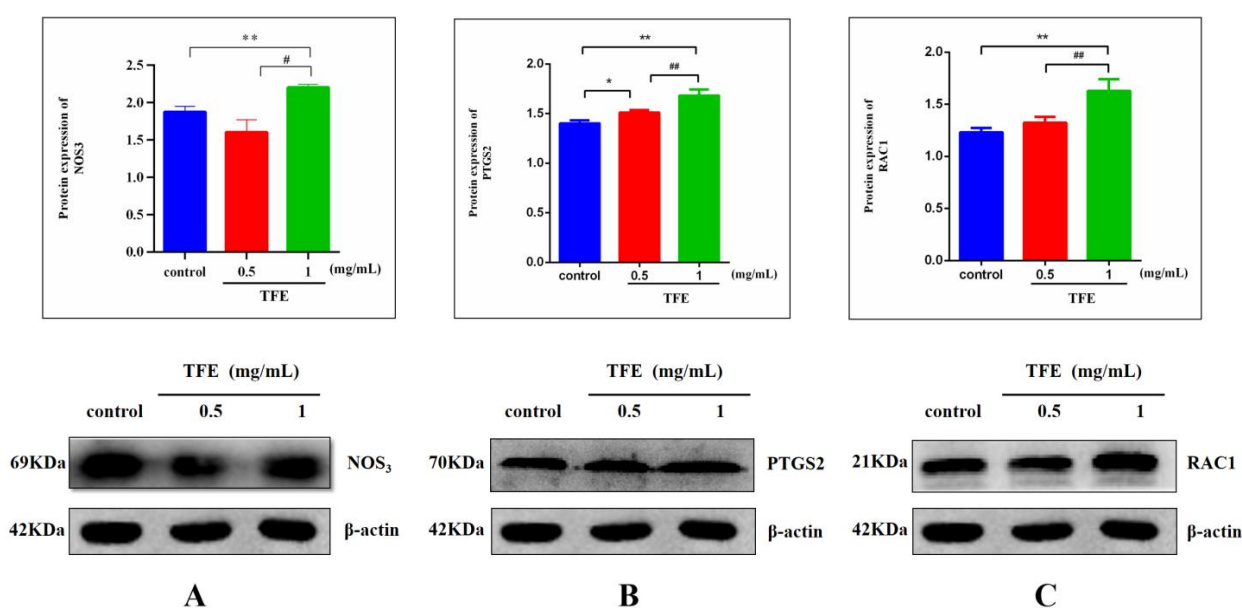 **
#
2.5
2.0
1.5
1.0
0.5
0.0
Protein expression of
NOS3
control 0.5 1 (mg/mL)
TFE
**
*
##
2.0
1.5
1.0
0.5
0.0
Protein expression of
PTGS2
control 0.5 1 (mg/mL)
TFE
**
##
2.0
1.5
1.0
0.5
0.0
Protein expression of
RAC1
control 0.5 1 (mg/mL)
TFE
TFE (mg/mL)
control 0.5 1
69KDa NOS₃
42KDa β-actin
A
TFE (mg/mL)
control 0.5 1
70KDa PTGS2
42KDa β-actin
B
TFE (mg/mL)
control 0.5 1
21KDa RAC1
42KDa β-actin
C